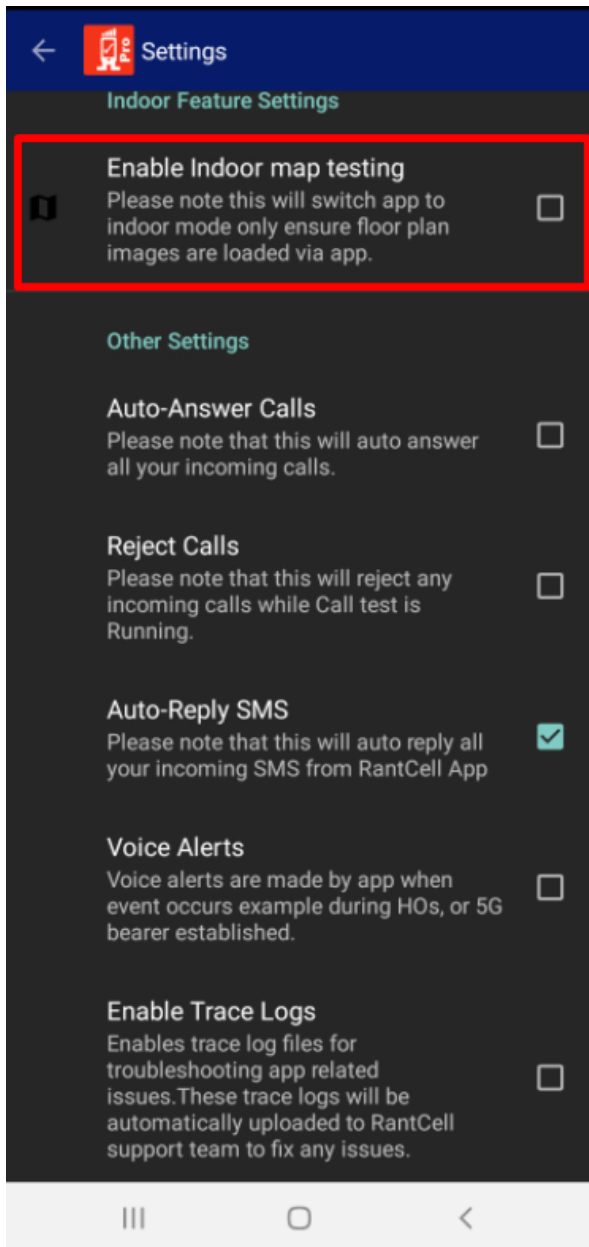 Pro
Settings
Indoor Feature Settings
Enable Indoor map testing
Please note this will switch app to
indoor mode only ensure floor plan
images are loaded via app.
Other Settings
Auto-Answer Calls
Please note that this will auto answer
all your incoming calls.
Reject Calls
Please note that this will reject any
incoming calls while Call test is
Running.
Auto-Reply SMS
Please note that this will auto reply all
your incoming SMS from RantCell App
Voice Alerts
Voice alerts are made by app when
event occurs example during HOs, or 5G
bearer established.
Enable Trace Logs
Enables trace log files for
troubleshooting app related
issues.These trace logs will be
automatically uploaded to RantCell
support team to fix any issues.